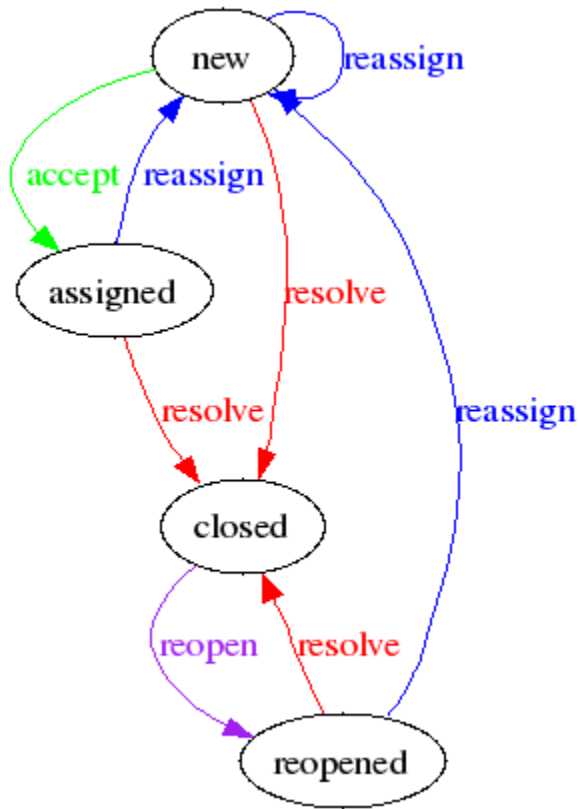 new
reassign
accept
reassign
assigned
resolve
resolve
reassign
closed
reopen
resolve
reopened